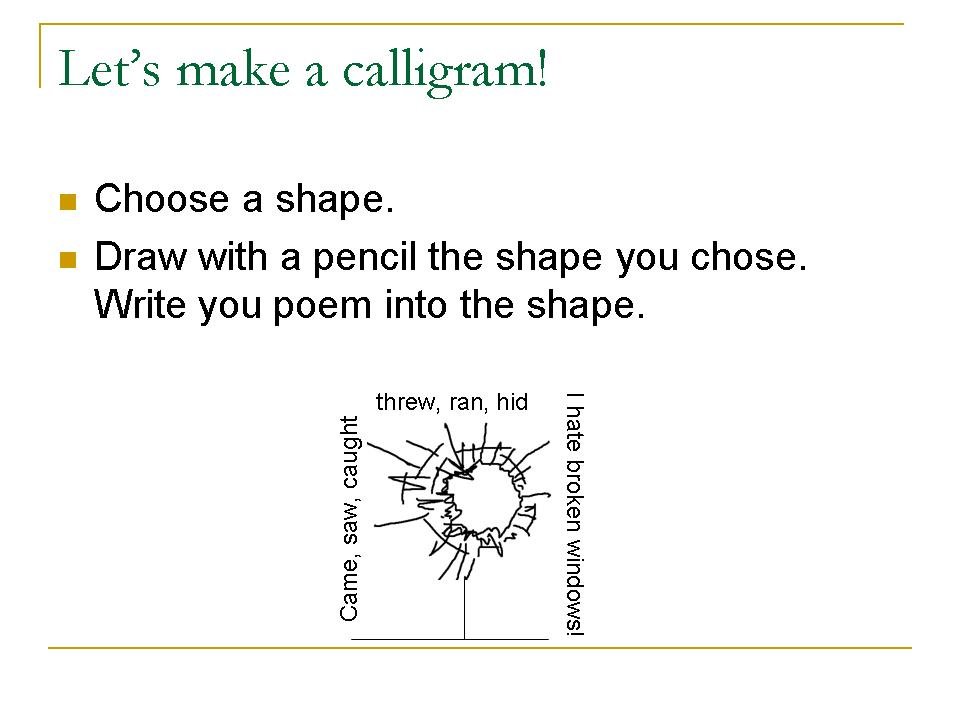 Let's make a calligram!
Choose a shape.
Draw with a pencil the shape you chose.
Write you poem into the shape.
Came, saw, caught
threw, ran, hid
I hate broken windows!